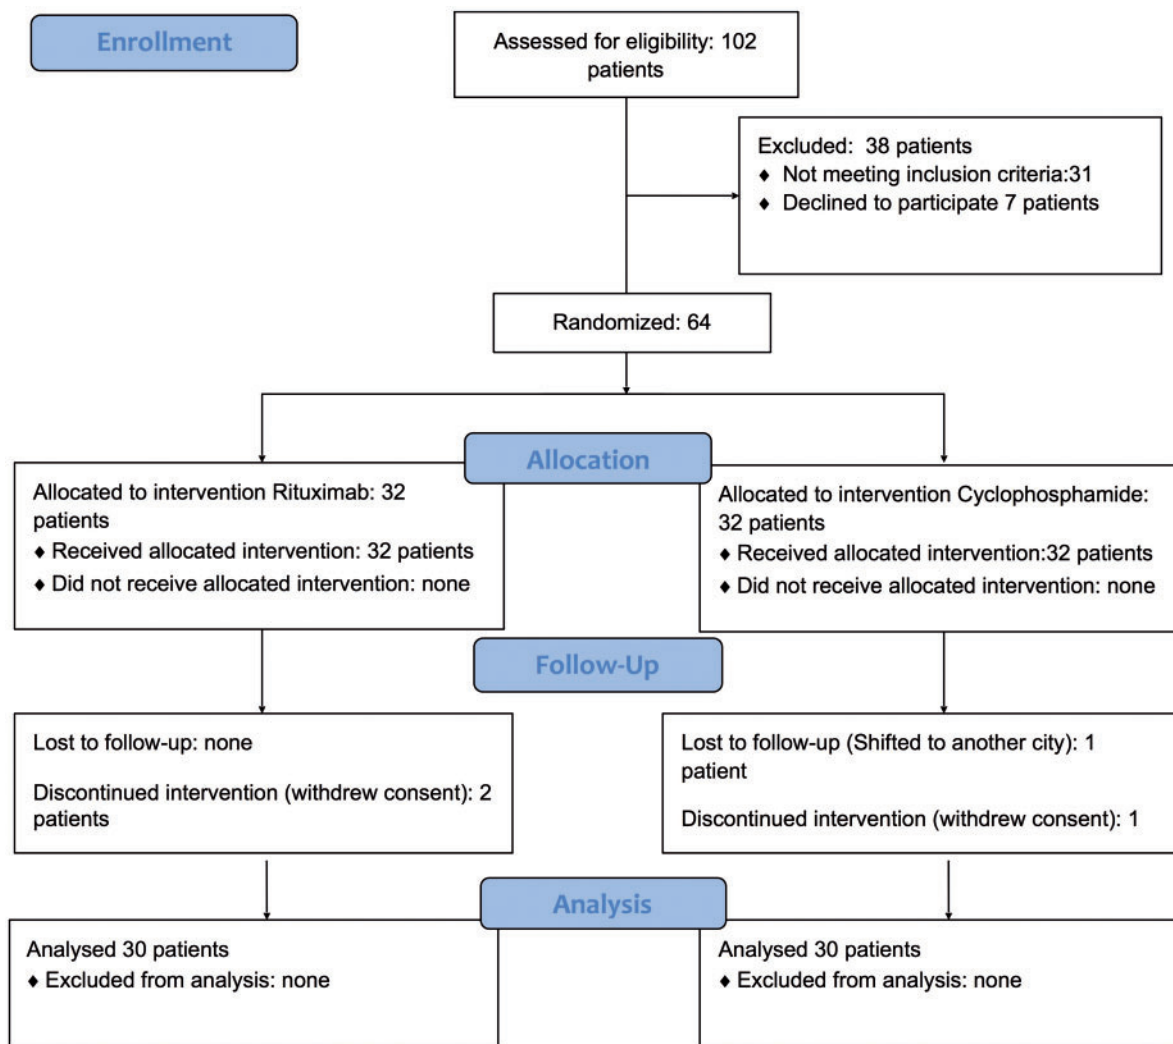 Enrollment
Assessed for eligibility: 102
patients
Excluded:  38 patients
♦ Not meeting inclusion criteria:31
♦ Declined to participate 7 patients
Randomized: 64
Allocation
Allocated to intervention Rituximab: 32
patients
♦ Received allocated intervention: 32 patients
♦ Did not receive allocated intervention: none
Allocated to intervention Cyclophosphamide:
32 patients
♦ Received allocated intervention:32 patients
♦ Did not receive allocated intervention: none
Follow-Up
Lost to follow-up: none
Discontinued intervention (withdrew consent): 2
patients
Lost to follow-up (Shifted to another city): 1
patient
Discontinued intervention (withdrew consent): 1
Analysis
Analysed 30 patients
♦ Excluded from analysis: none
Analysed 30 patients
♦ Excluded from analysis: none